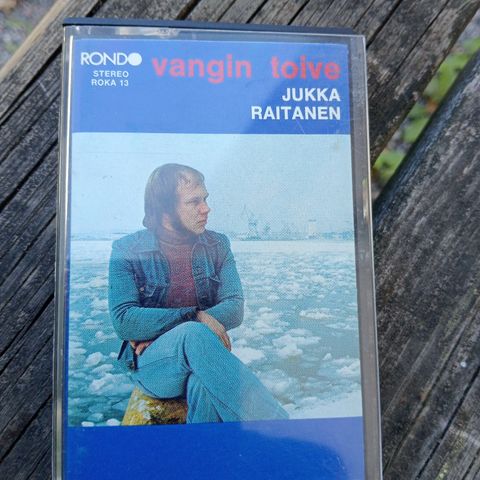 RONDO
STEREO
ROKA 13
vangin toive
JUKKA
RAITANEN